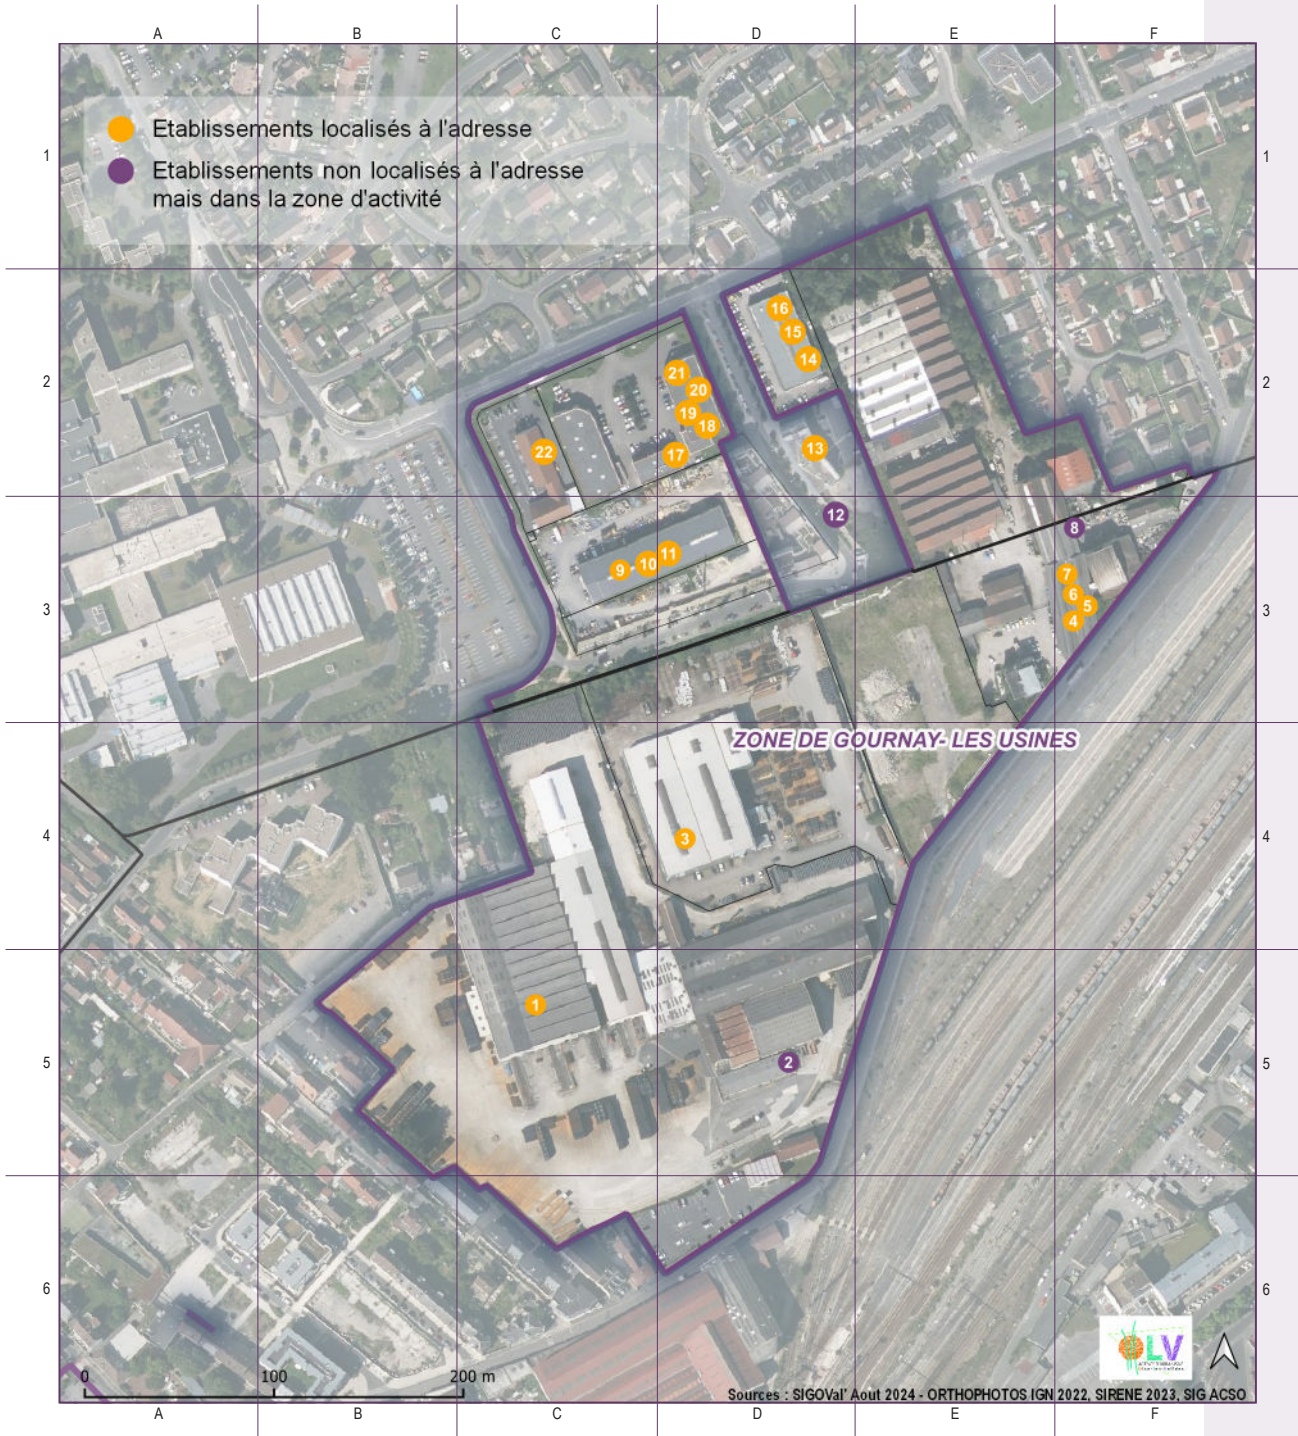 A B C D E F
Etablissements localisés à l'adresse
1 1
Etablissements non localisés à l'adresse
mais dans la zone d'activité
16
15
14
21
2 2
20
19
18
13
22
17
12
8
11
10
9
7
6
5
3 3
4
ZONE DE GOURNAY- LES USINES
4 3 4
1
5 2 5
6 6
LV
0 100 200 m
Sources : SIGOVal' Aout 2024 - ORTHOPHOTOS IGN 2022, SIRENE 2023, SIG ACSO
A B C D E F